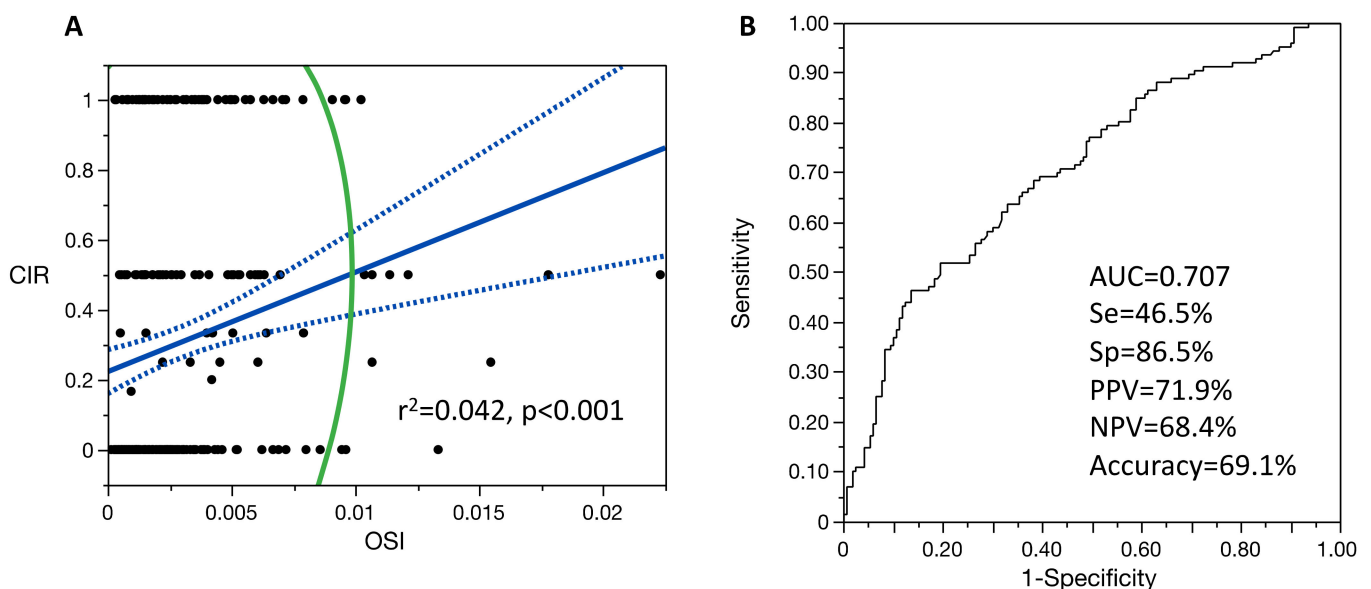 A
1
0.8
0.6
CIR
0.4
0.2
0
r²=0.042, p<0.001
0
0.005
0.01
0.015
0.02
OSI
B
1.00
0.90
0.80
0.70
0.60
0.50
0.40
0.30
0.20
0.10
0
Sensitivity
AUC=0.707
Se=46.5%
Sp=86.5%
PPV=71.9%
NPV=68.4%
Accuracy=69.1%
0
0.20
0.40
0.60
0.80
1.00
1-Specificity